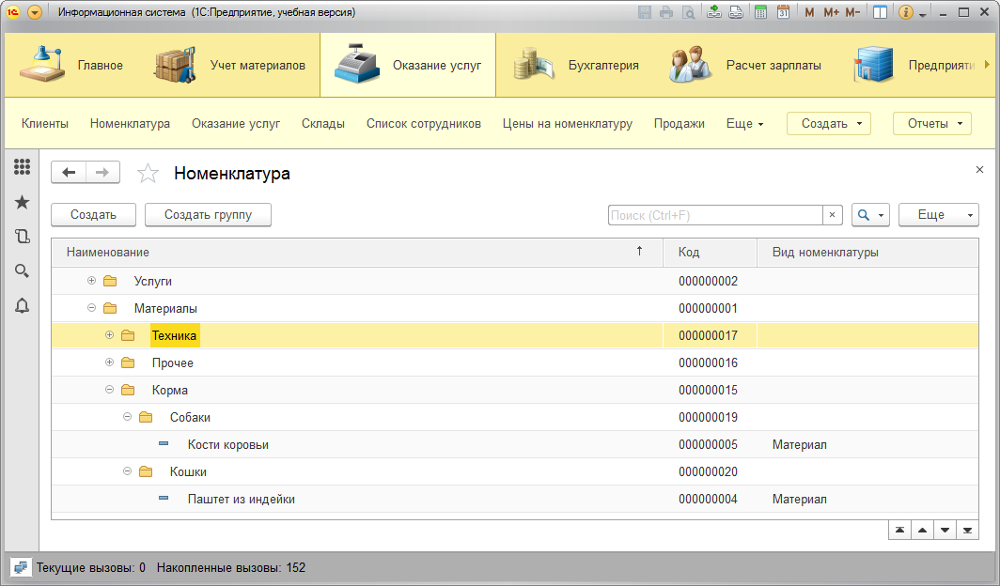 Информационная система (1С:Предприятие, учебная версия)
M M+ M-
Главное Учет материалов Оказание услуг Бухгалтерия Расчет зарплаты Предприяти
Клиенты Номенклатура Оказание услуг Склады Список сотрудников Цены на номенклатуру Продажи Еще Создать Отчеты
Номенклатура
Создать Создать группу Поиск (Ctrl+F) × Еще
Наименование ↑ Код Вид номенклатуры
Услуги 000000002
Материалы 000000001
Техника 000000017
Прочее 000000016
Корма 000000015
Собаки 000000019
Кости коровьи 000000005 Материал
Кошки 000000020
Паштет из индейки 000000004 Материал
Текущие вызовы: 0 Накопленные вызовы: 152